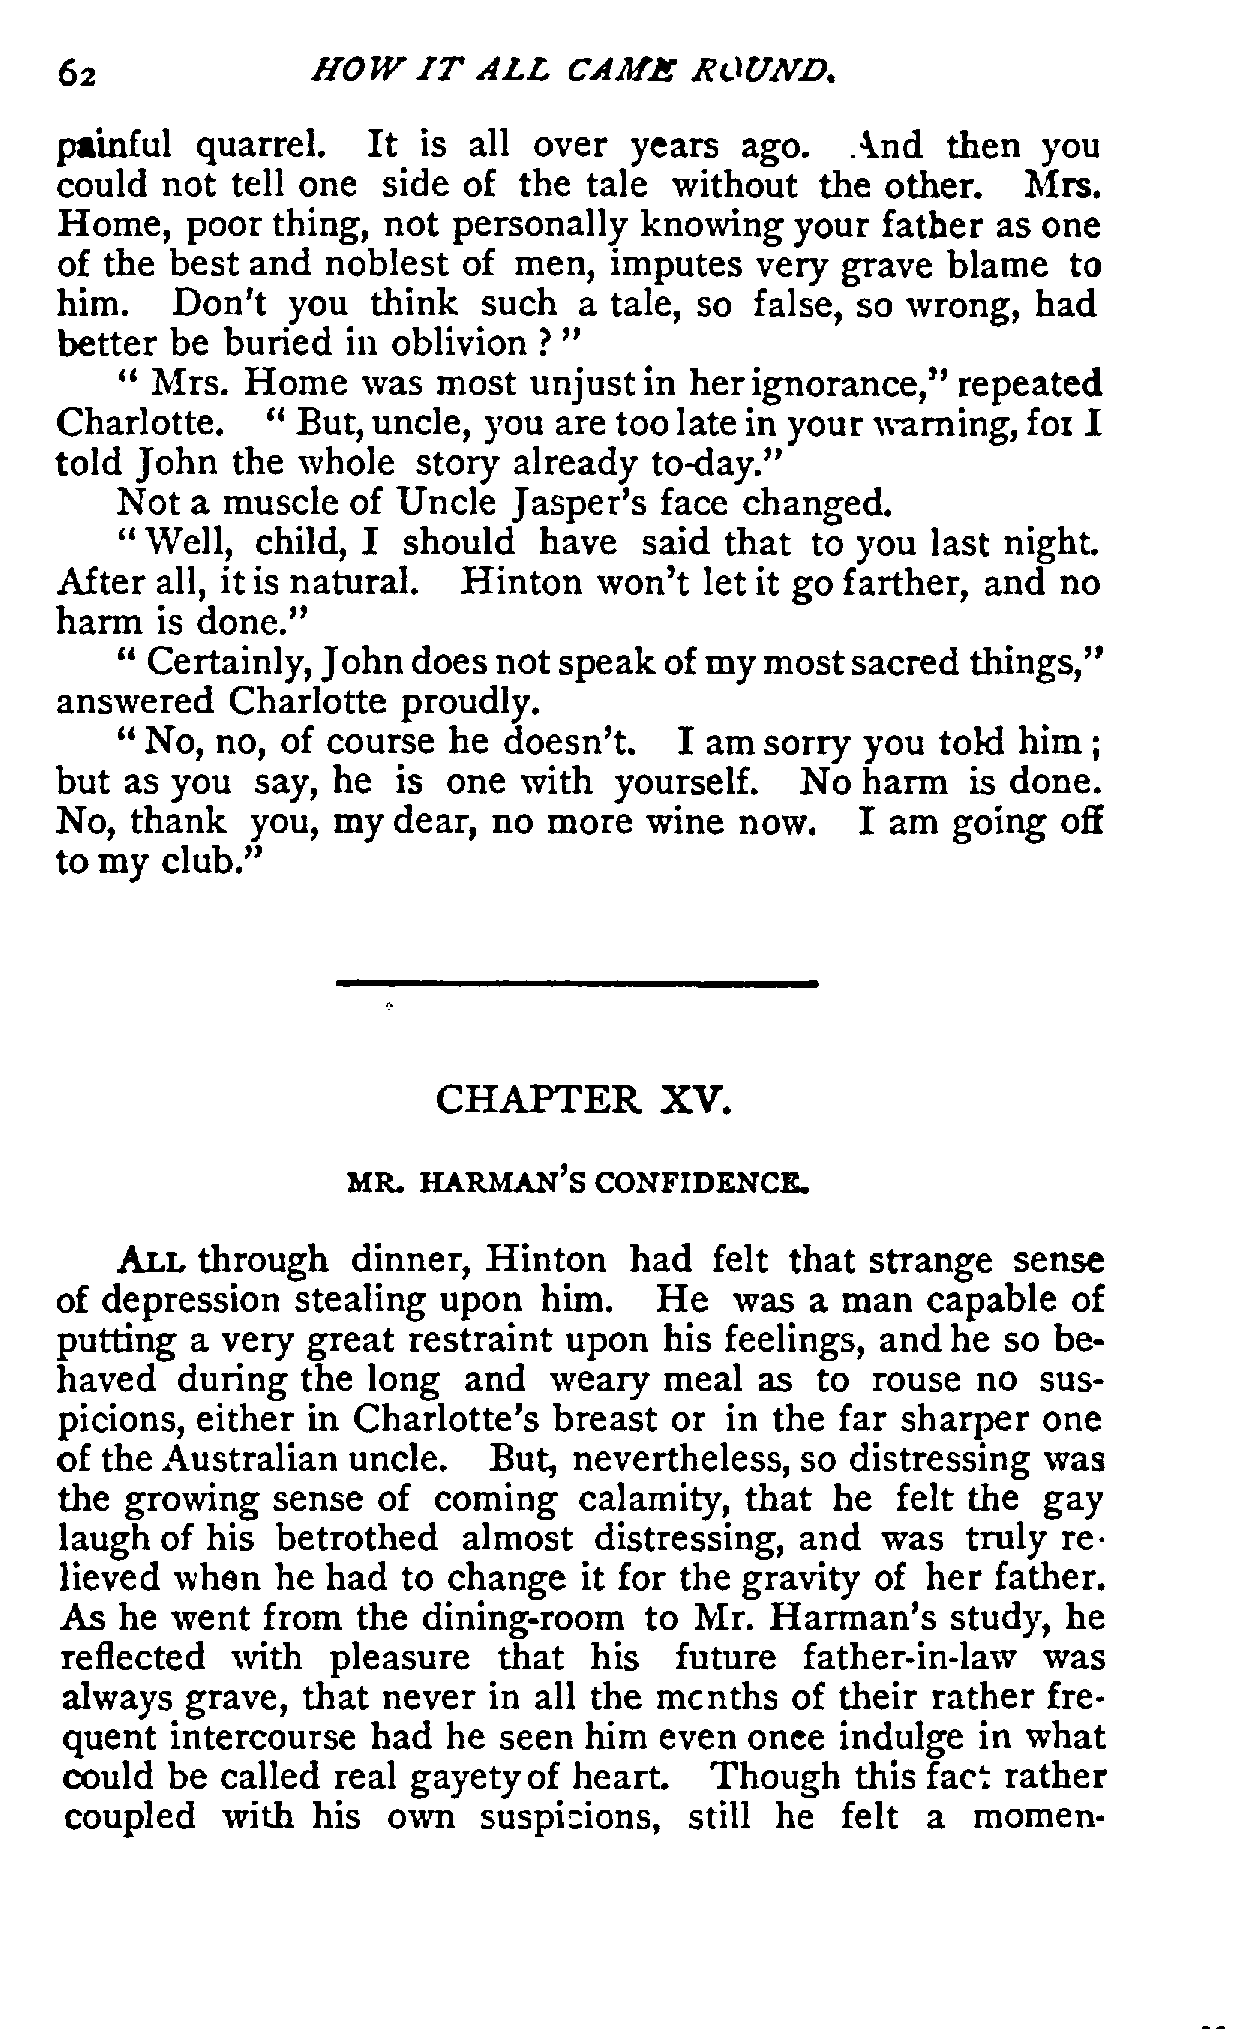 62 HOW IT ALL CAME ROUND.
painful quarrel. It is all over years ago. And then you
could not tell one side of the tale without the other. Mrs.
Home, poor thing, not personally knowing your father as one
of the best and noblest of men, imputes very grave blame to
him. Don't you think such a tale, so false, so wrong, had
better be buried in oblivion ? "
" Mrs. Home was most unjust in her ignorance," repeated
Charlotte. " But, uncle, you are too late in your warning, for I
told John the whole story already to-day."
Not a muscle of Uncle Jasper's face changed.
" Well, child, I should have said that to you last night.
After all, it is natural. Hinton won't let it go farther, and no
harm is done."
" Certainly, John does not speak of my most sacred things,"
answered Charlotte proudly.
" No, no, of course he doesn't. I am sorry you told him ;
but as you say, he is one with yourself. No harm is done.
No, thank you, my dear, no more wine now. I am going off
to my club."
CHAPTER XV.
MR. HARMAN'S CONFIDENCE.
ALL through dinner, Hinton had felt that strange sense
of depression stealing upon him. He was a man capable of
putting a very great restraint upon his feelings, and he so be-
haved during the long and weary meal as to rouse no sus-
picions, either in Charlotte's breast or in the far sharper one
of the Australian uncle. But, nevertheless, so distressing was
the growing sense of coming calamity, that he felt the gay
laugh of his betrothed almost distressing, and was truly re-
lieved when he had to change it for the gravity of her father.
As he went from the dining-room to Mr. Harman's study, he
reflected with pleasure that his future father-in-law was
always grave, that never in all the months of their rather fre-
quent intercourse had he seen him even once indulge in what
could be called real gayety of heart. Though this fact rather
coupled with his own suspicions, still he felt a momen-